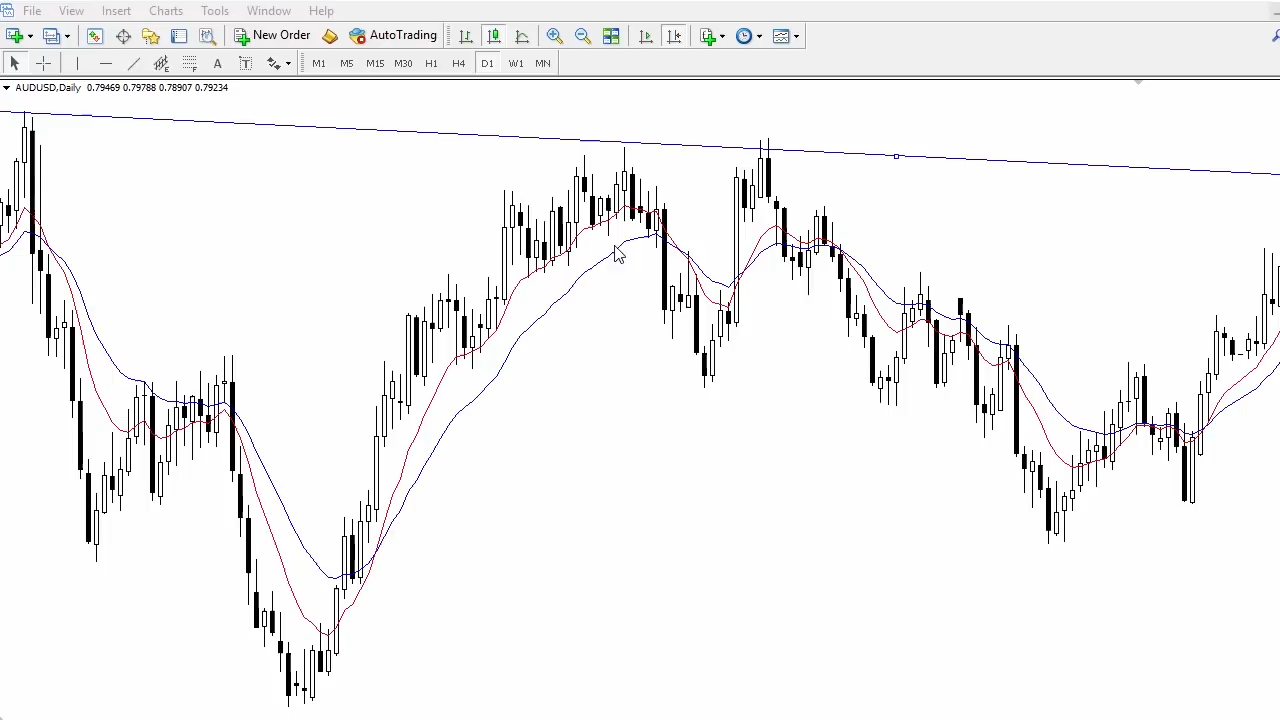 File View Insert Charts Tools Window Help
New Order AutoTrading
A T M1 M5 M15 M30 H1 H4 D1 W1 MN
AUDUSD,Daily 0.79469 0.79788 0.78907 0.79234